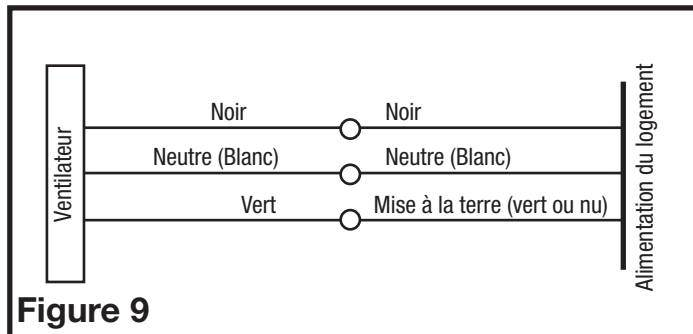 Ventilateur
Noir
Noir
Neutre (Blanc)
Neutre (Blanc)
Vert
Mise à la terre (vert ou nu)
Alimentation du logement
Figure 9